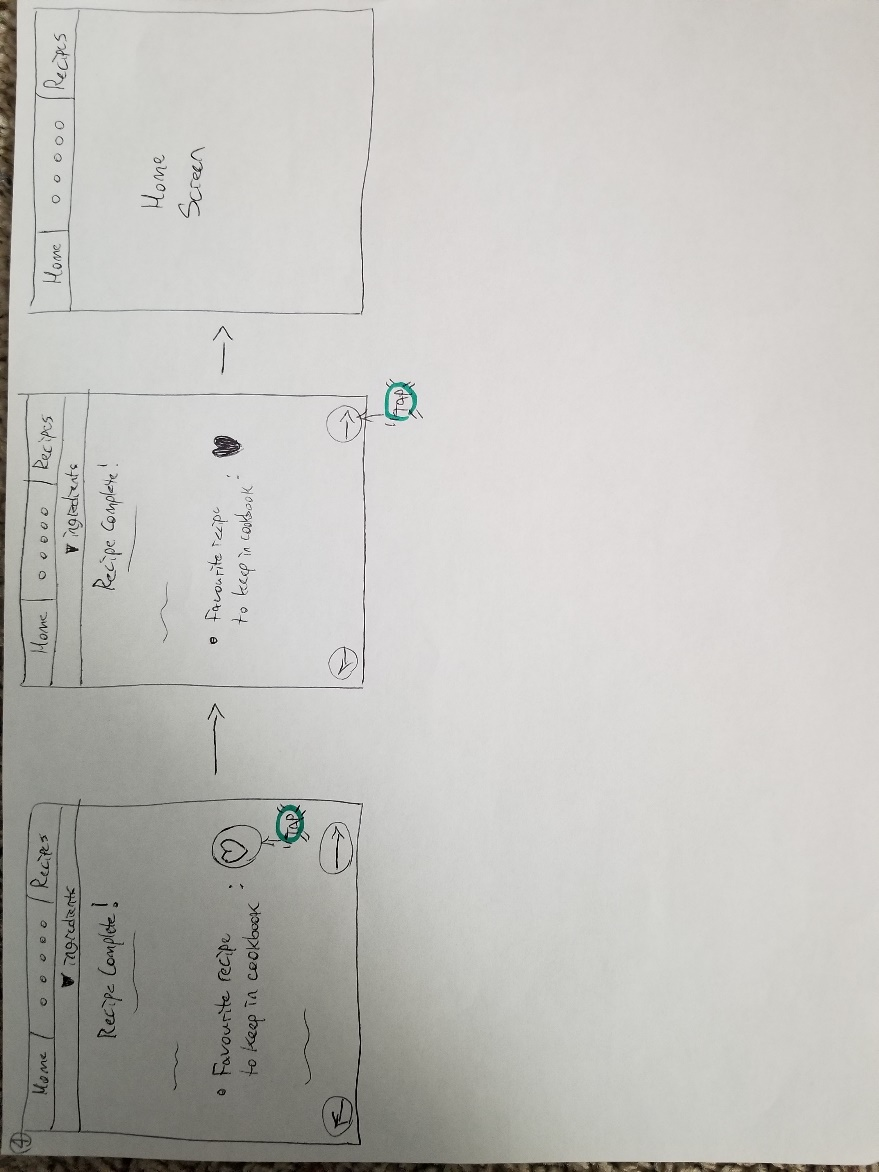 4
Home
Recipes
ingredients
Recipe Complete!
• Favourite recipe
to keep in cookbook :
TAP
Home
Recipes
ingredients
Recipe Complete!
• Favourite recipe
to keep in cookbook :
TAP
Home
Recipes
Home
Screen